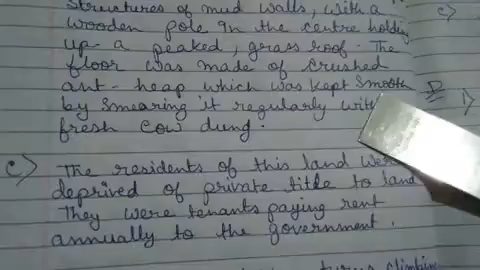 Structures of mud walls, with a
wooden pole in the centre holding
up a peaked, grass roof. The
floor was made of crushed
ant-heap which was kept smooth
by smearing it regularly with
fresh cow dung.
c) The residents of this land were
deprived of private title to land
They were tenants paying rent
annually to the government.
climbing